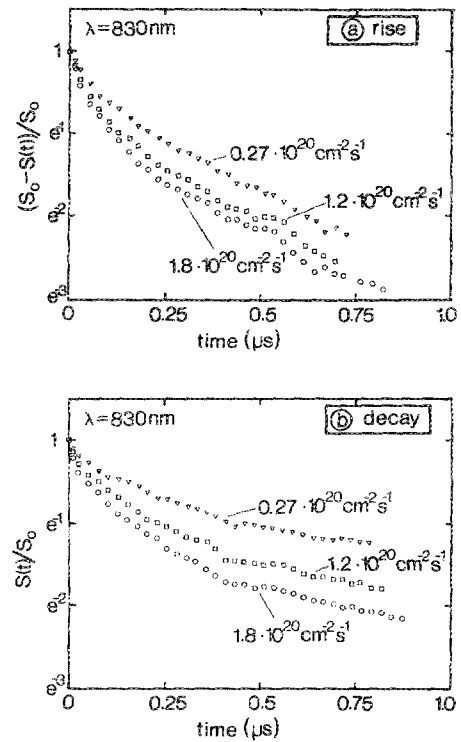 λ=830nm
ⓐ rise
(S₀-S(t))/S₀
1
e⁻¹
e⁻²
e⁻³
0.27·10²⁰cm⁻²s⁻¹
1.2·10²⁰cm⁻²s⁻¹
1.8·10²⁰cm⁻²s⁻¹
0 0.25 0.5 0.75 1.0
time (μs)
λ=830nm
ⓑ decay
S(t)/S₀
1
e⁻¹
e⁻²
e⁻³
0.27·10²⁰cm⁻²s⁻¹
1.2·10²⁰cm⁻²s⁻¹
1.8·10²⁰cm⁻²s⁻¹
0 0.25 0.5 0.75 1.0
time (μs)